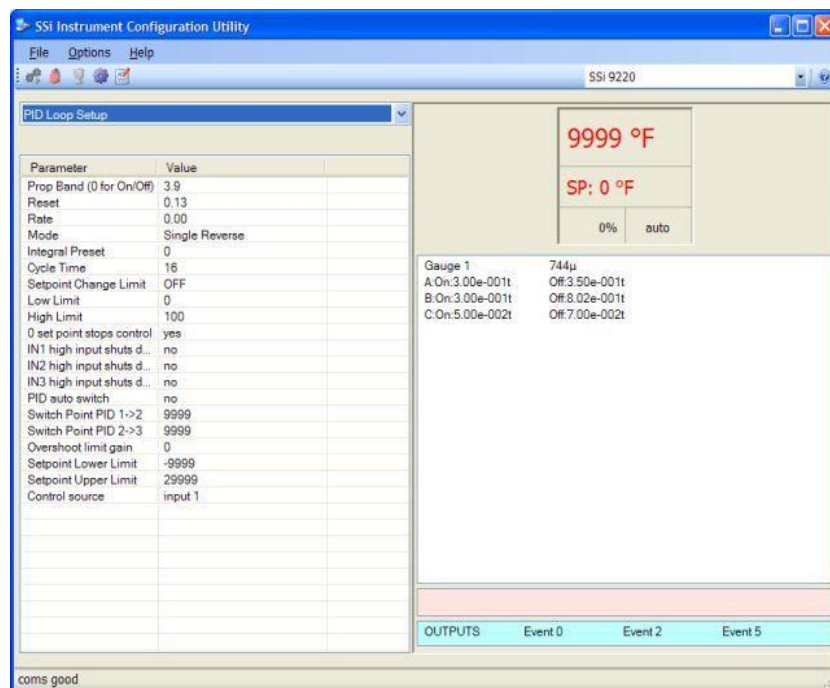 SSi Instrument Configuration Utility
File Options Help
SSi 9220
PID Loop Setup
Parameter Value
Prop Band (0 for On/Off) 3.9
Reset 0.13
Rate 0.00
Mode Single Reverse
Integral Preset 0
Cycle Time 16
Setpoint Change Limit OFF
Low Limit 0
High Limit 100
0 set point stops control yes
IN1 high input shuts d... no
IN2 high input shuts d... no
IN3 high input shuts d... no
PID auto switch no
Switch Point PID 1->2 9999
Switch Point PID 2->3 9999
Overshoot limit gain 0
Setpoint Lower Limit -9999
Setpoint Upper Limit 29999
Control source input 1
9999 °F
SP: 0 °F
0% auto
Gauge 1 744µ
A:On:3.00e-001t Off:3.50e-001t
B:On:3.00e-001t Off:8.02e-001t
C:On:5.00e-002t Off:7.00e-002t
OUTPUTS Event 0 Event 2 Event 5
coms good